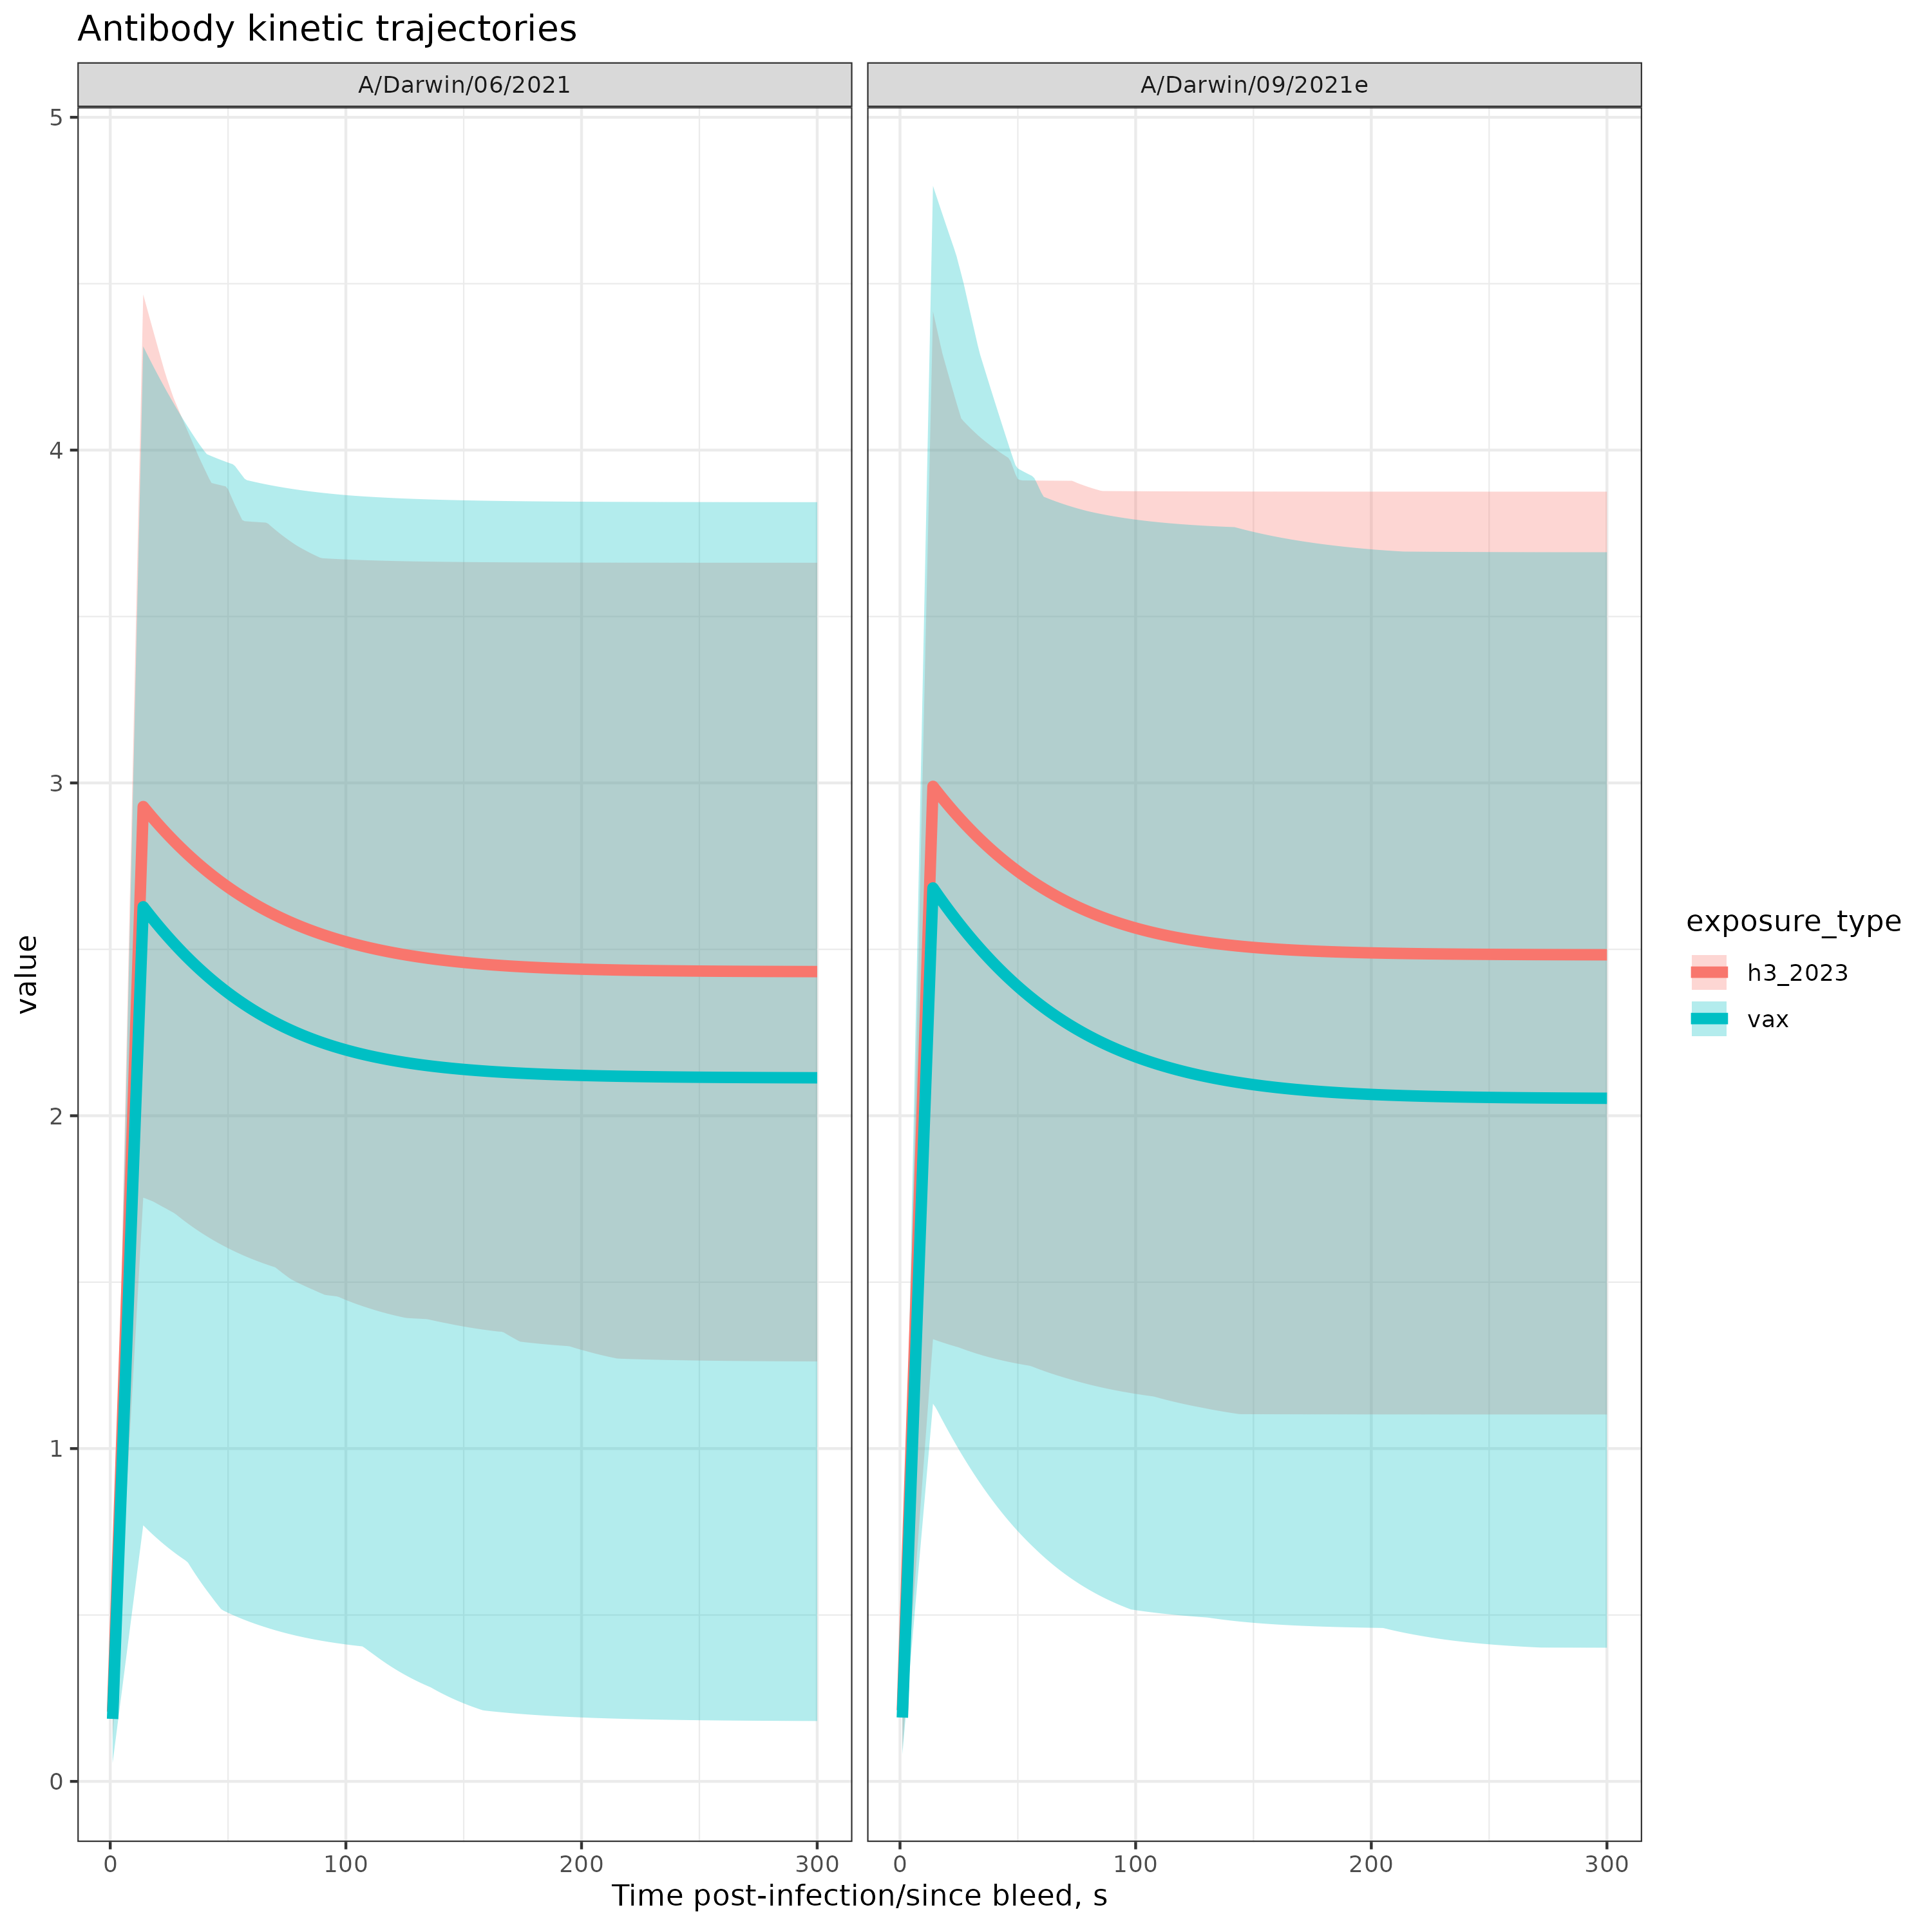 Antibody kinetic trajectories
A/Darwin/06/2021
A/Darwin/09/2021e
5
4
3
2
1
0
value
0
100
200
300
0
100
200
300
Time post-infection/since bleed, s
exposure_type
h3_2023
vax